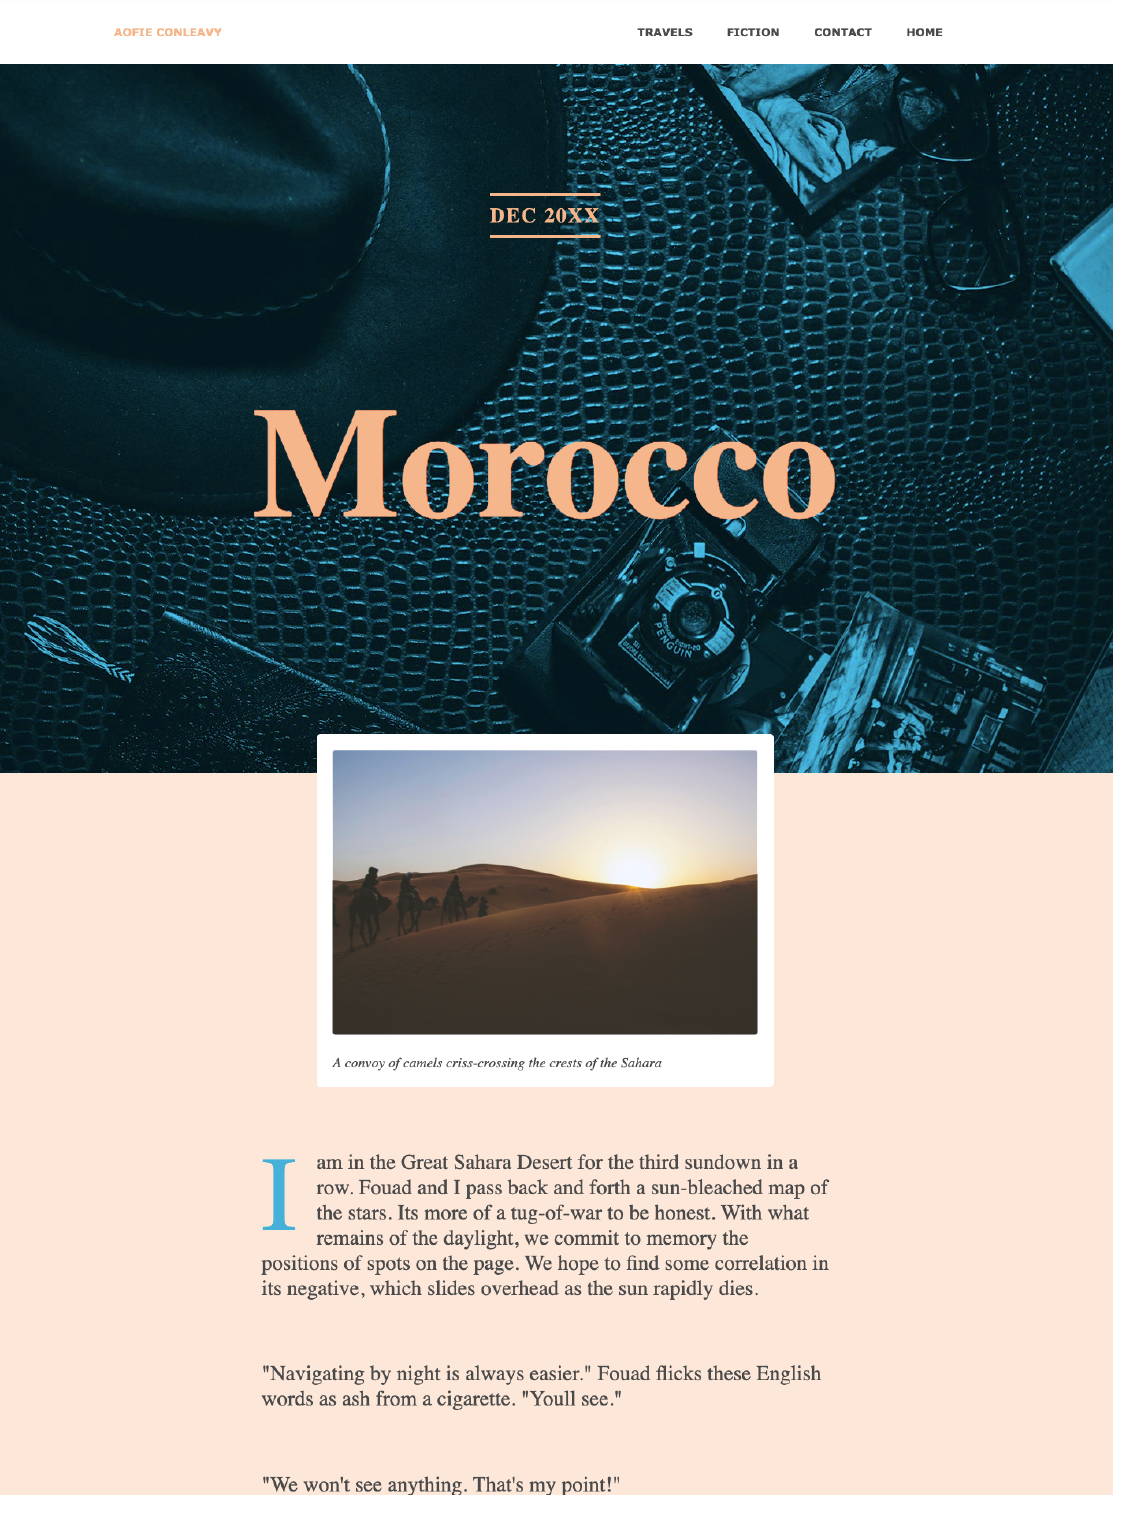 AOFIE CONLEAVY
TRAVELS FICTION CONTACT HOME
DEC 20XX
Morocco
PENGUIN
A convoy of camels criss-crossing the crests of the Sahara
I am in the Great Sahara Desert for the third sundown in a
row. Fouad and I pass back and forth a sun-bleached map of
the stars. Its more of a tug-of-war to be honest. With what
remains of the daylight, we commit to memory the
positions of spots on the page. We hope to find some correlation in
its negative, which slides overhead as the sun rapidly dies.
"Navigating by night is always easier." Fouad flicks these English
words as ash from a cigarette. "Youll see."
"We won't see anything. That's my point!"